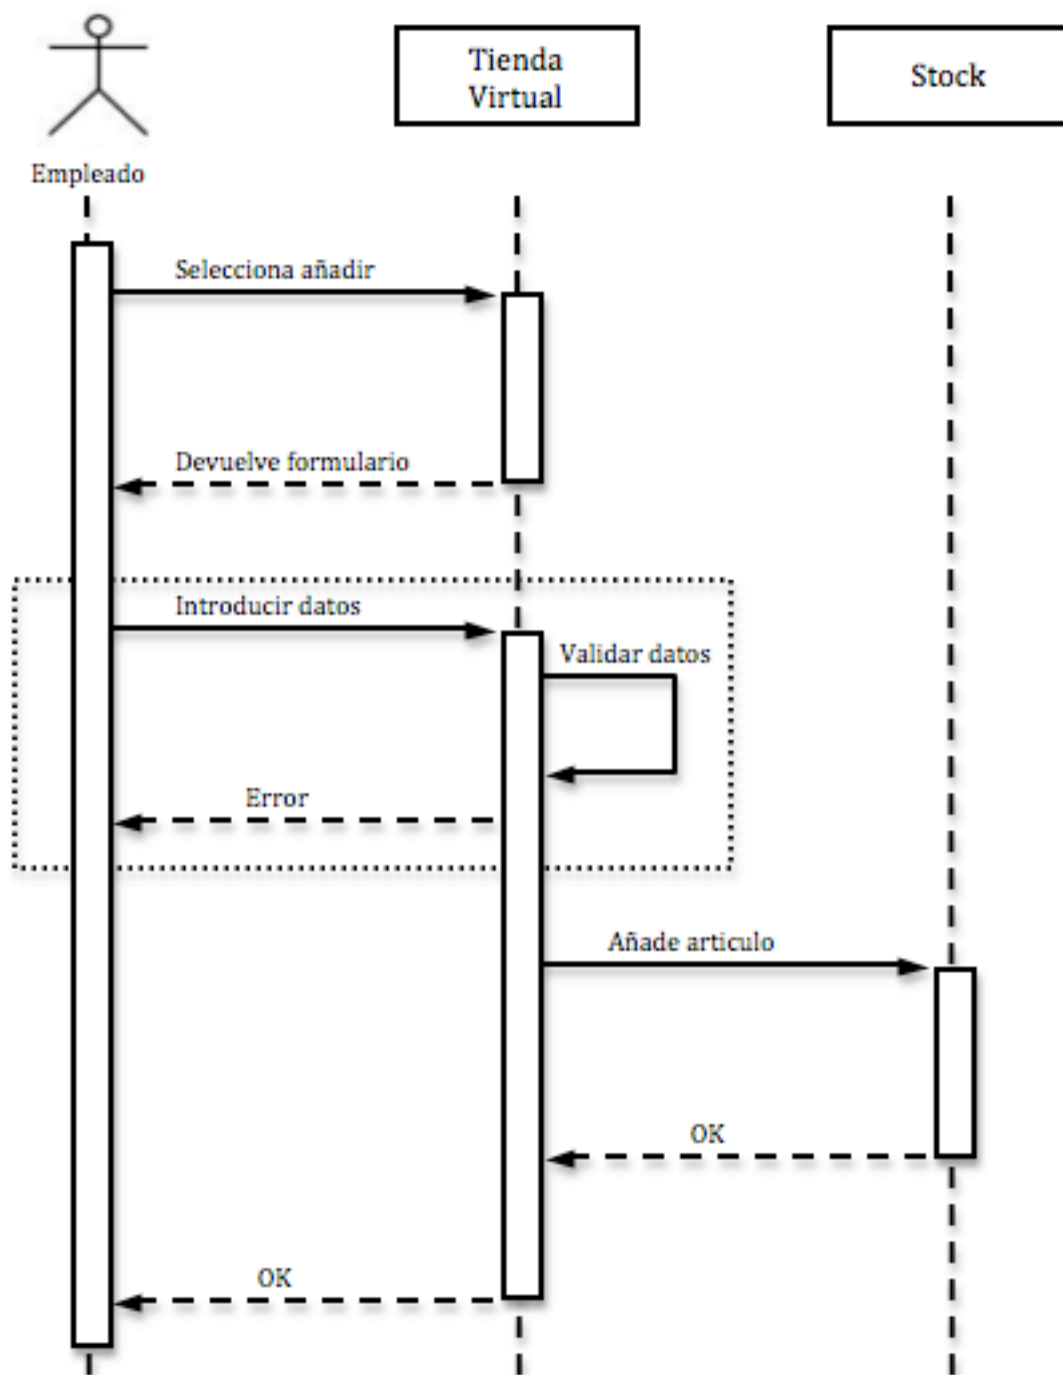 Tienda
Virtual
Stock
Empleado
Selecciona añadir
Devuelve formulario
Introducir datos
Validar datos
Error
Añade articulo
OK
OK